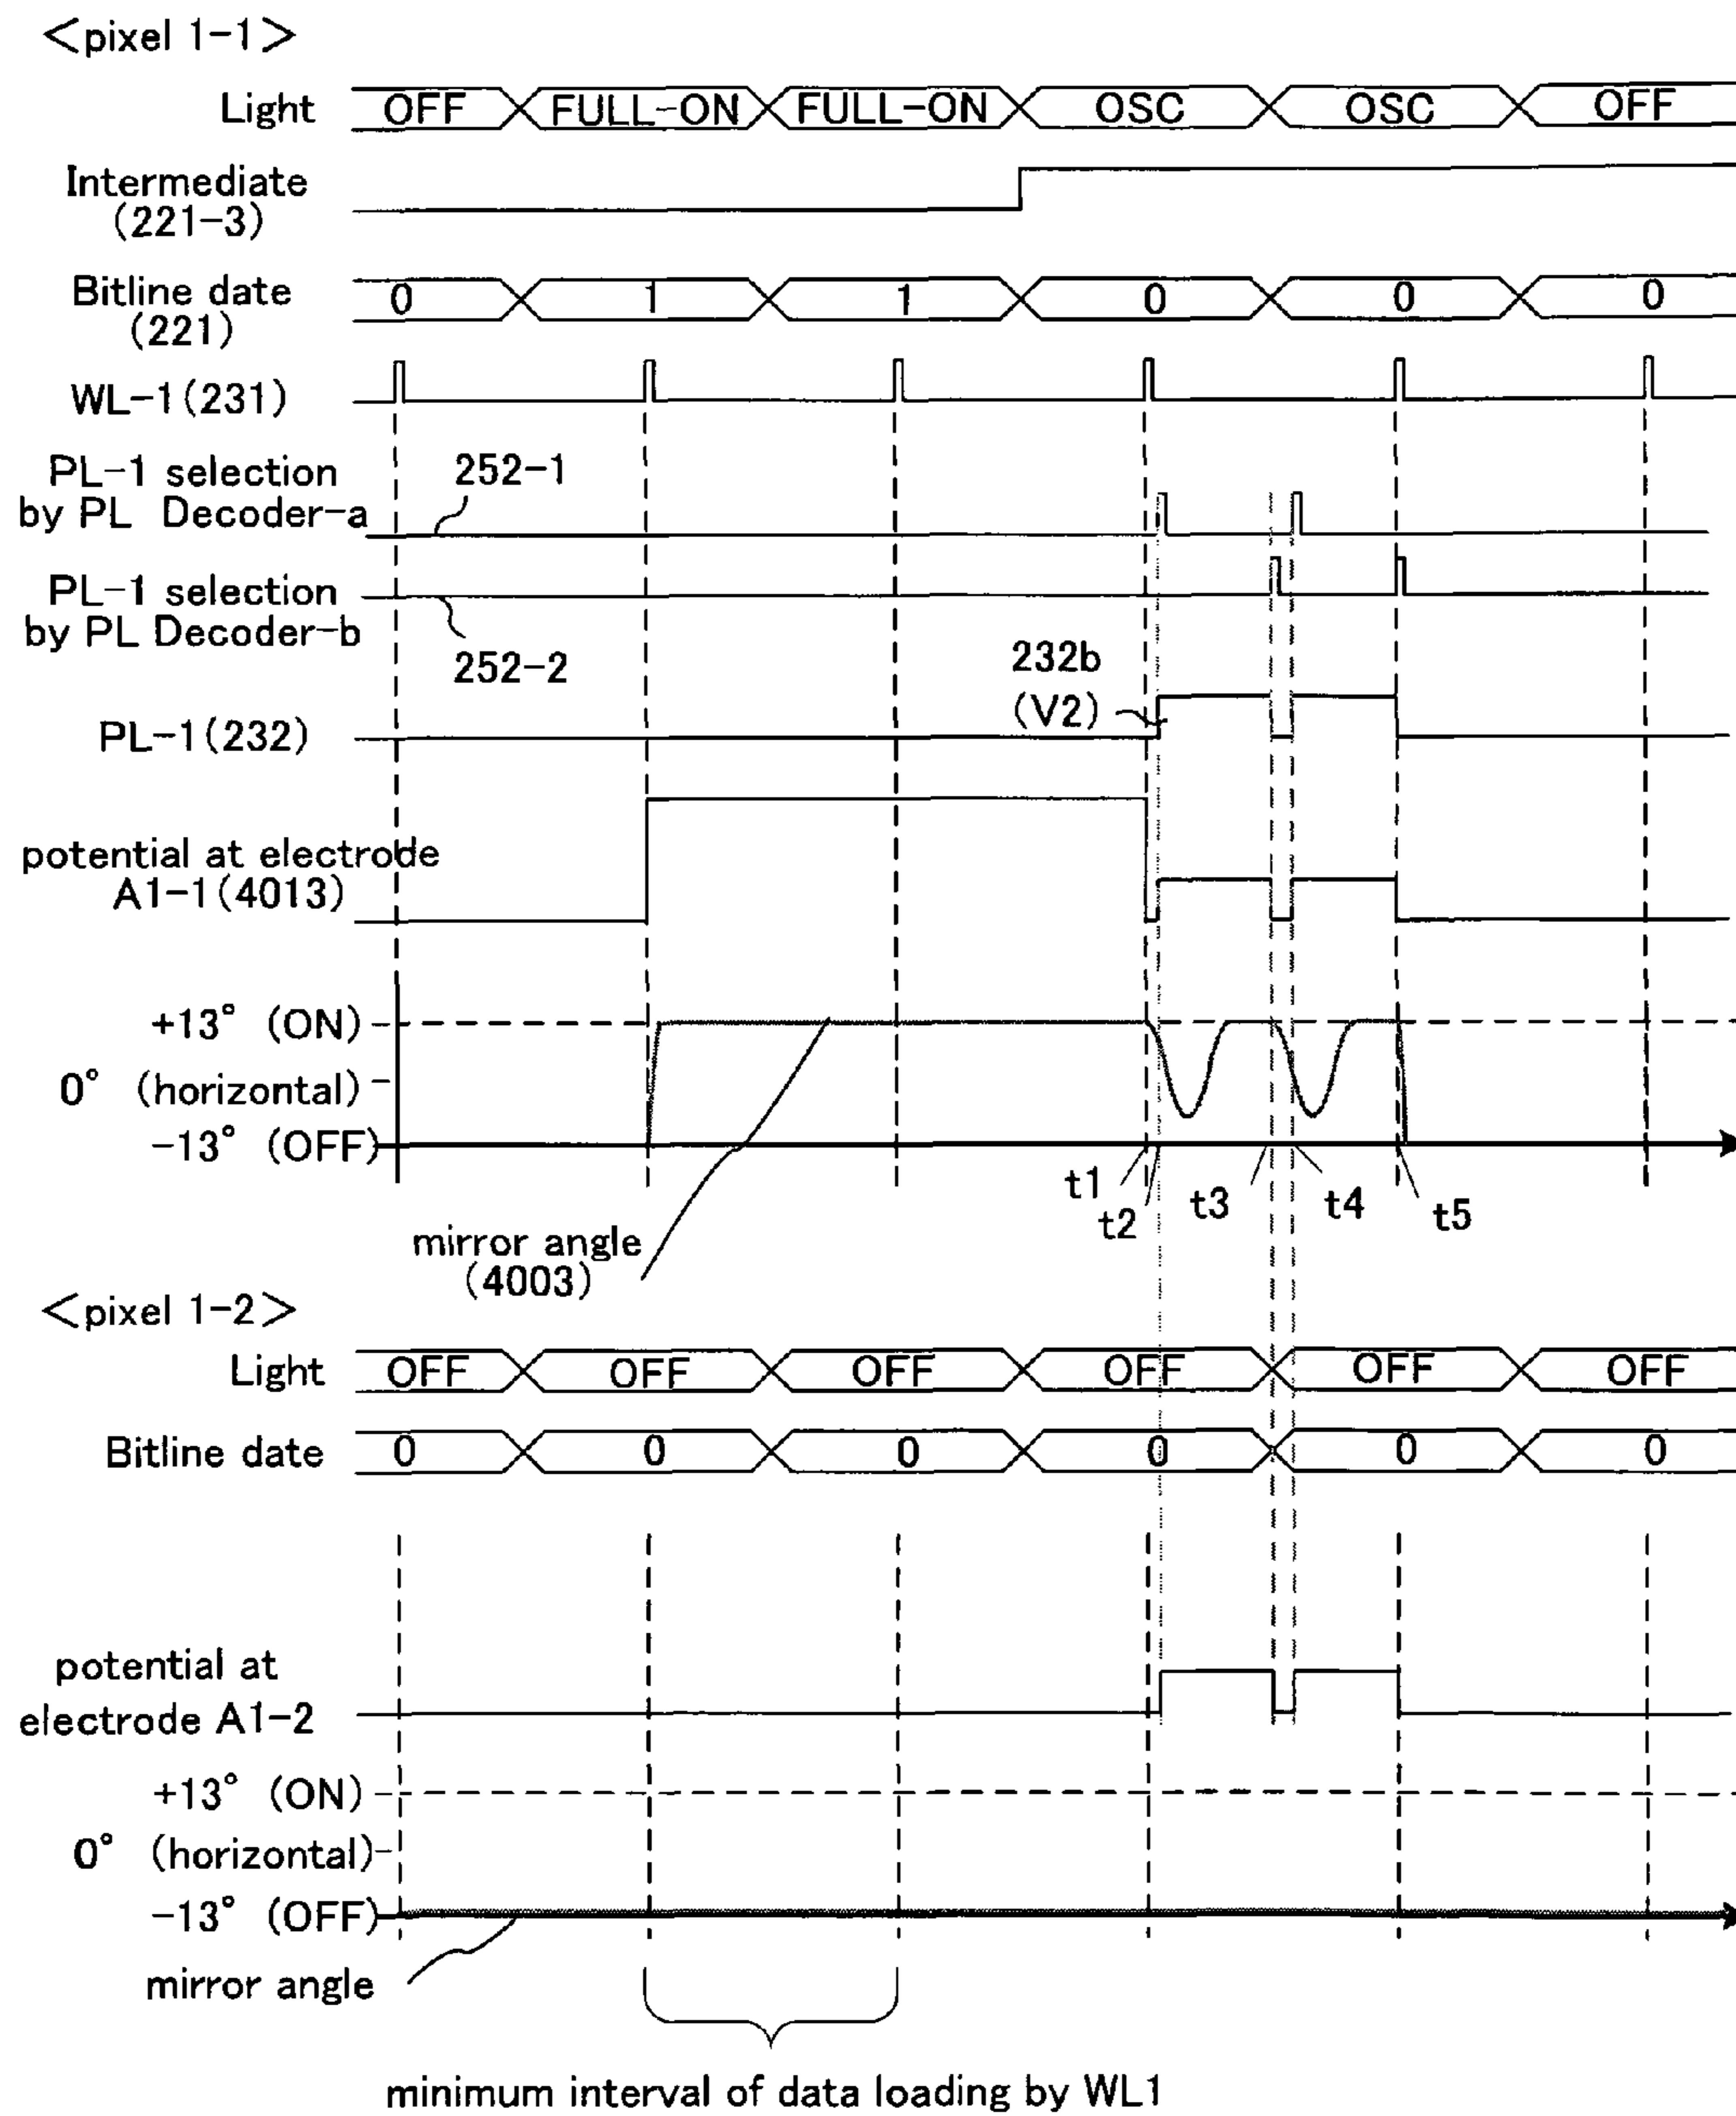 <pixel 1-1>
Light OFF FULL-ON FULL-ON OSC OSC OFF
Intermediate
(221-3)
Bitline date 0 1 1 0 0 0
(221)
WL-1(231)
PL-1 selection 252-1
by PL Decoder-a
PL-1 selection
by PL Decoder-b
252-2
232b
(V2)
PL-1(232)
potential at electrode
A1-1(4013)
+13° (ON)
0° (horizontal)
-13° (OFF)
t1 t2 t3 t4 t5
mirror angle
(4003)
<pixel 1-2>
Light OFF OFF OFF OFF OFF OFF
Bitline date 0 0 0 0 0 0
potential at
electrode A1-2
+13° (ON)
0° (horizontal)
-13° (OFF)
mirror angle
minimum interval of data loading by WL1